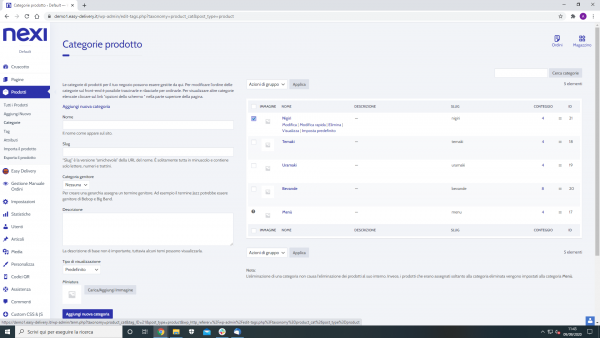 Categorie prodotto – Default —
demo1.easy-delivery.it/wp-admin/edit-tags.php?taxonomy=product_cat&post_type=product
nexi
Default
Cruscotto
Pagine
Prodotti
Tutti i Prodotti
Aggiungi Nuovo
Categorie
Tag
Attributi
Importa il prodotto
Esporta il prodotto
Easy Delivery
Gestione Manuale Ordini
Impostazioni
Statistiche
Utenti
Articoli
Media
Personalizza
Codici QR
Assistenza
Commenti
Custom CSS & JS
Categorie prodotto
Ordini
Magazzino
Cerca categorie
Le categorie di prodotti per il tuo negozio possono essere gestite da qui. Per modificare l'ordine delle
categorie sul front-end è possibile trascinarle e rilasciarle per ordinarle. Per visualizzare altre categorie
elencate cliccare sul link "opzioni della schermo" nella parte superiore della pagina.
Aggiungi nuova categoria
Nome
Il nome come appare sul sito.
Slug
"Slug" è la versione "amichevole" della URL del nome. È solitamente tutto in minuscolo e contiene
solo lettere, numeri e trattini.
Categoria genitore
Nessuna
Per creare una gerarchia assegna un termine genitore. Ad esempio il termine Jazz potrebbe essere
genitore di Bebop e Big Band.
Descrizione
La descrizione di base non è importante, tuttavia alcuni temi possono visualizzarla.
Tipo di visualizzazione
Predefinito
Miniatura
Carica/Aggiungi immagine
Aggiungi nuova categoria
Azioni di gruppo
Applica
5 elementi
IMMAGINE NOME DESCRIZIONE SLUG CONTEGGIO ID
Nigiri — nigiri 4 21
Modifica | Modifica rapida | Elimina |
Visualizza | Imposta predefinito
Temaki — temaki 4 18
Uramaki — uramaki 4 19
Bevande — bevande 6 20
Menù — menu 4 17
IMMAGINE NOME DESCRIZIONE SLUG CONTEGGIO ID
Azioni di gruppo
Applica
5 elementi
Nota:
L'eliminazione di una categoria non causa l'eliminazione dei prodotti al suo interno. Invece, i prodotti che erano assegnati soltanto alla categoria eliminata vengono impostati alla categoria Menù.
Scrivi qui per eseguire la ricerca
11:45
09/09/2020